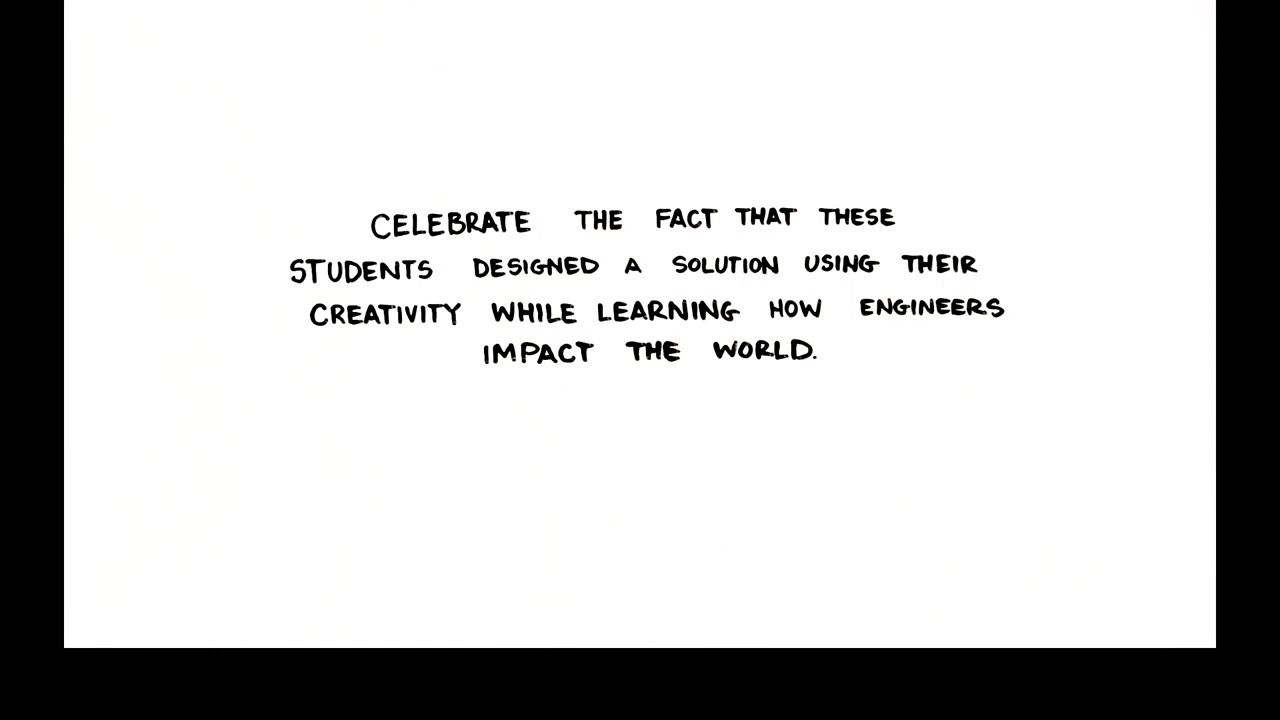 CELEBRATE THE FACT THAT THESE
STUDENTS DESIGNED A SOLUTION USING THEIR
CREATIVITY WHILE LEARNING HOW ENGINEERS
IMPACT THE WORLD.